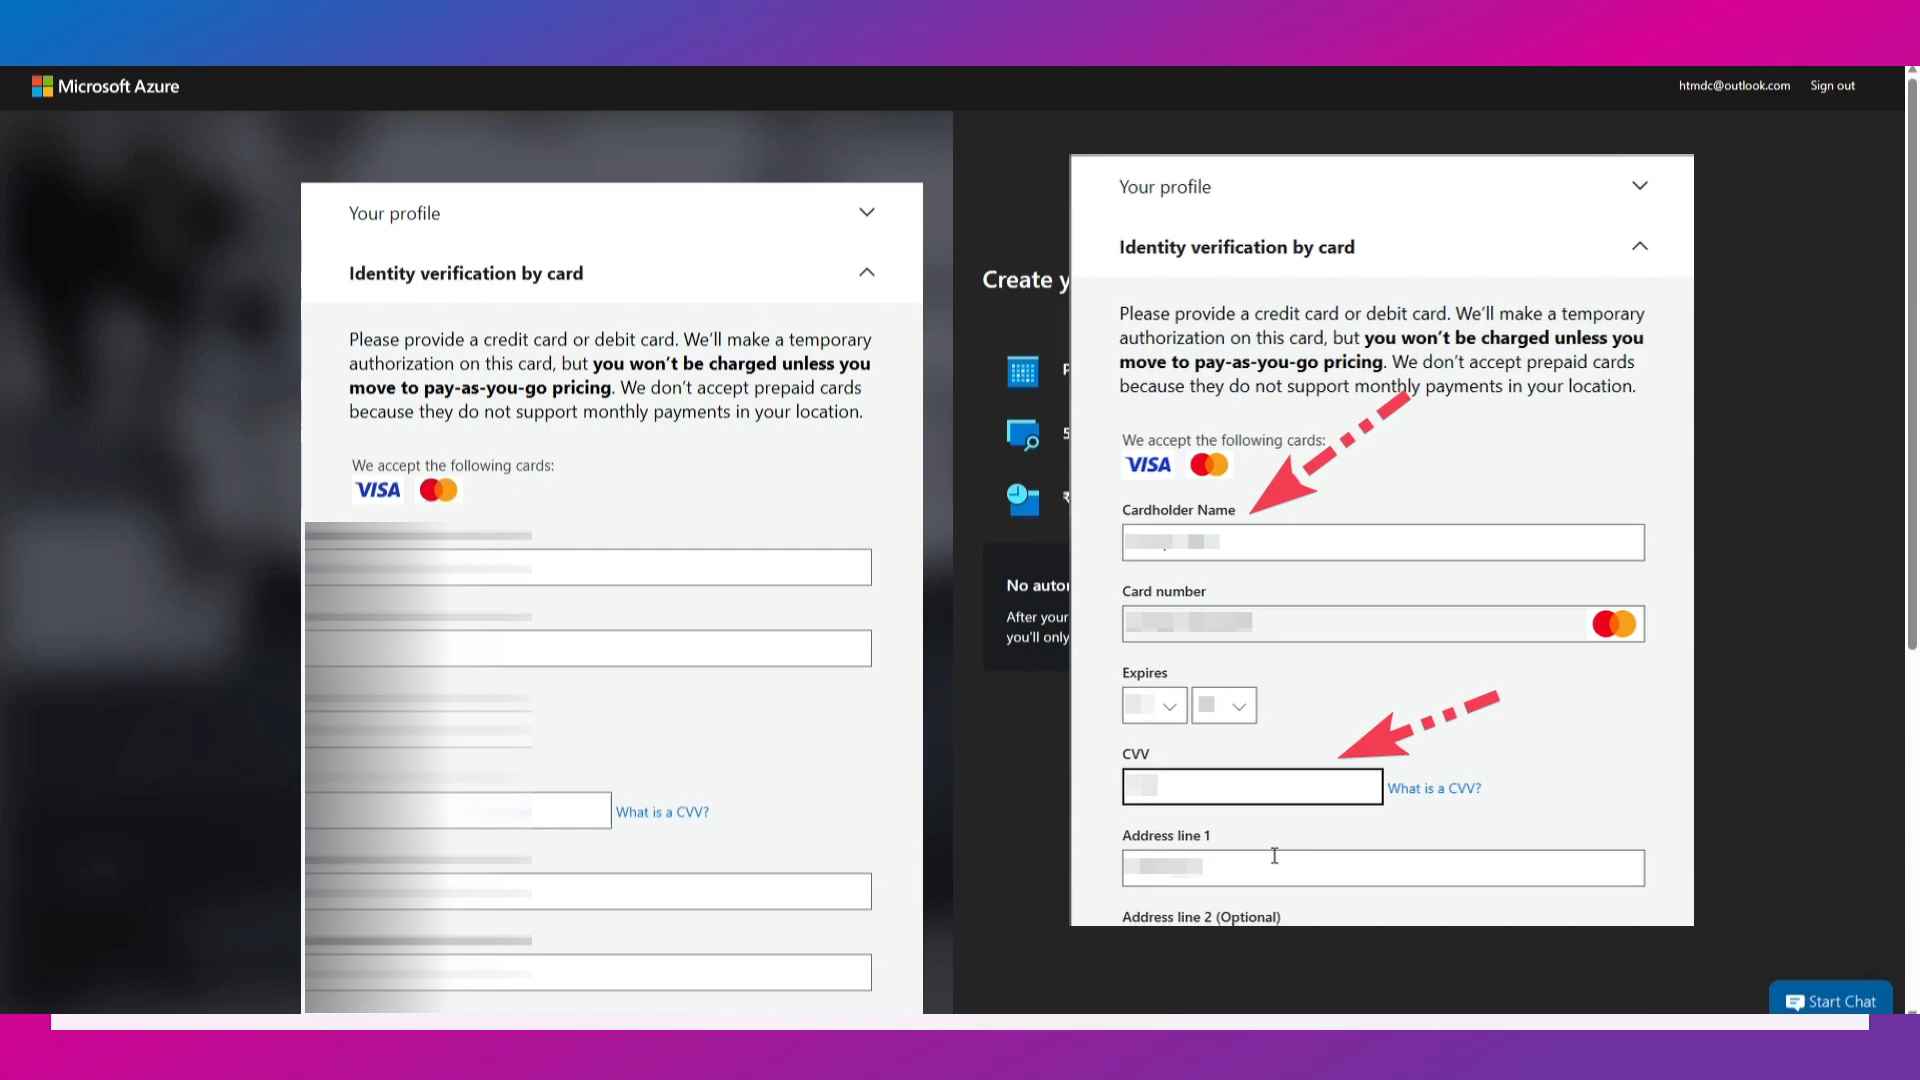 Microsoft Azure
htmdc@outlook.com Sign out
Your profile
Identity verification by card
Please provide a credit card or debit card. We'll make a temporary
authorization on this card, but you won't be charged unless you
move to pay-as-you-go pricing. We don't accept prepaid cards
because they do not support monthly payments in your location.
We accept the following cards:
VISA
What is a CVV?
Create y
P
5
₹
No auto
After your
you'll only
Your profile
Identity verification by card
Please provide a credit card or debit card. We'll make a temporary
authorization on this card, but you won't be charged unless you
move to pay-as-you-go pricing. We don't accept prepaid cards
because they do not support monthly payments in your location.
We accept the following cards:
VISA
Cardholder Name
Card number
Expires
CVV
What is a CVV?
Address line 1
Address line 2 (Optional)
Start Chat